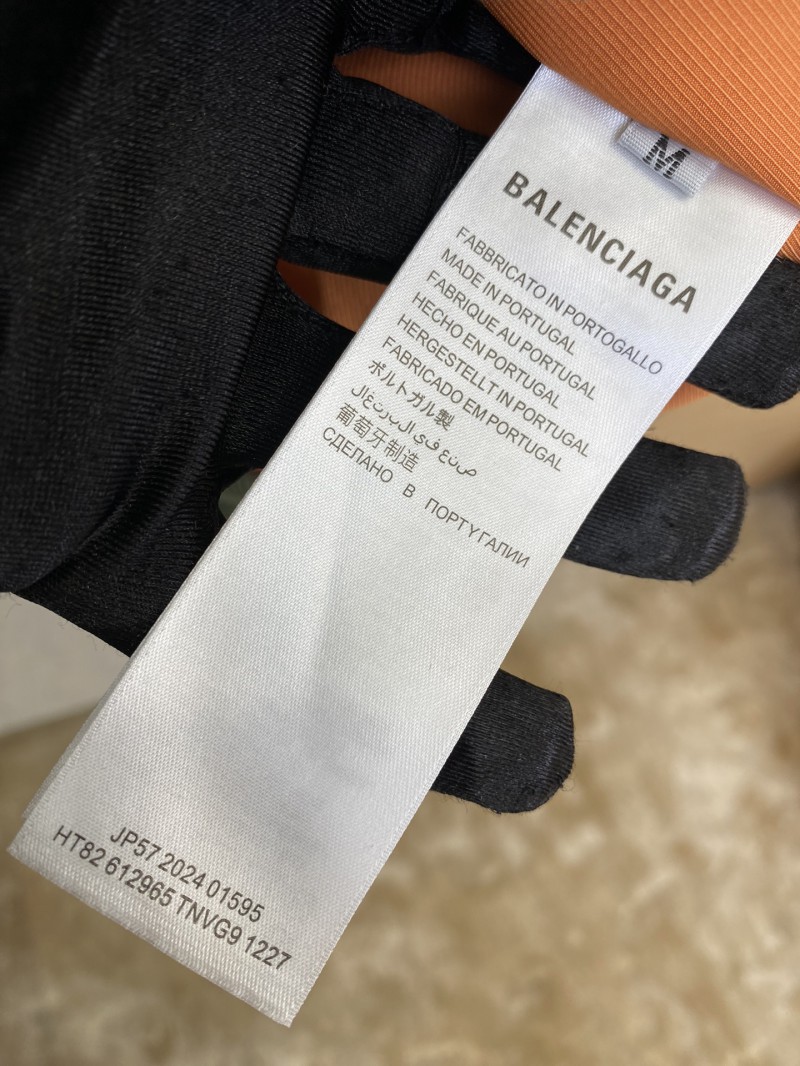 M
BALENCIAGA
FABBRICATO IN PORTOGALLO
MADE IN PORTUGAL
FABRIQUE AU PORTUGAL
HECHO EN PORTUGAL
HERGESTELLT IN PORTUGAL
FABRICADO EM PORTUGAL
ポルトガル製
صنع في البرتغال
葡萄牙制造
СДЕЛАНО В ПОРТУГАЛИИ
JP57 2024 01595
HT82 612965 TNVG9 1227